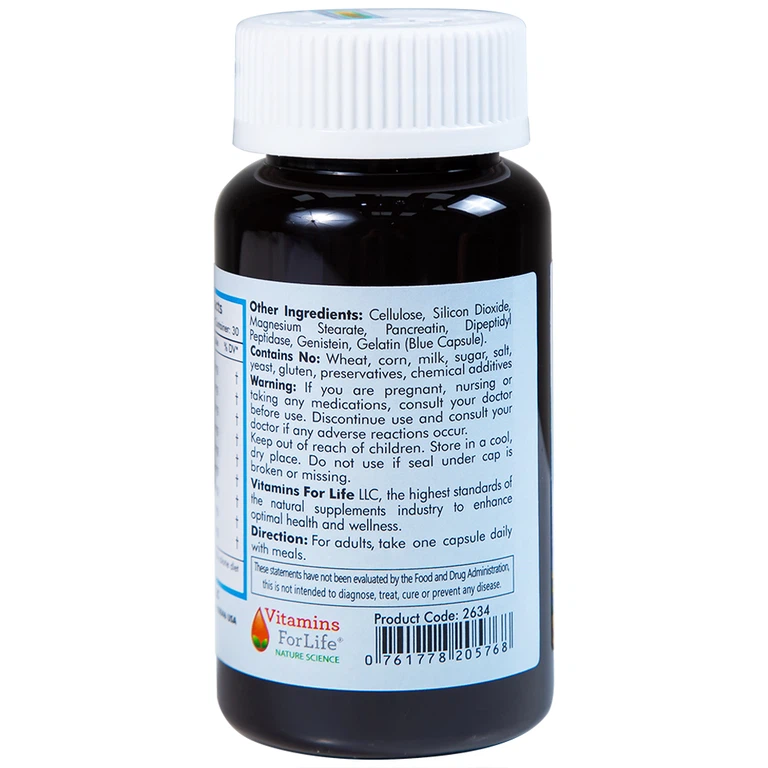 Other Ingredients: Cellulose, Silicon Dioxide,
Magnesium Stearate, Pancreatin, Dipeptidyl
Peptidase, Genistein, Gelatin (Blue Capsule).
Contains No: Wheat, corn, milk, sugar, salt,
yeast, gluten, preservatives, chemical additives
Warning: If you are pregnant, nursing or
taking any medications, consult your doctor
before use. Discontinue use and consult your
doctor if any adverse reactions occur.
Keep out of reach of children. Store in a cool,
dry place. Do not use if seal under cap is
broken or missing.
Vitamins For Life LLC, the highest standards of
the natural supplements industry to enhance
optimal health and wellness.
Direction: For adults, take one capsule daily
with meals.
These statements have not been evaluated by the Food and Drug Administration,
this is not intended to diagnose, treat, cure or prevent any disease.
Vitamins
ForLife®
NATURE SCIENCE
Product Code: 2634
0 761778 205768
: 30
% DV*
†
†
†
†
†
†
†
†
†
diet
USA